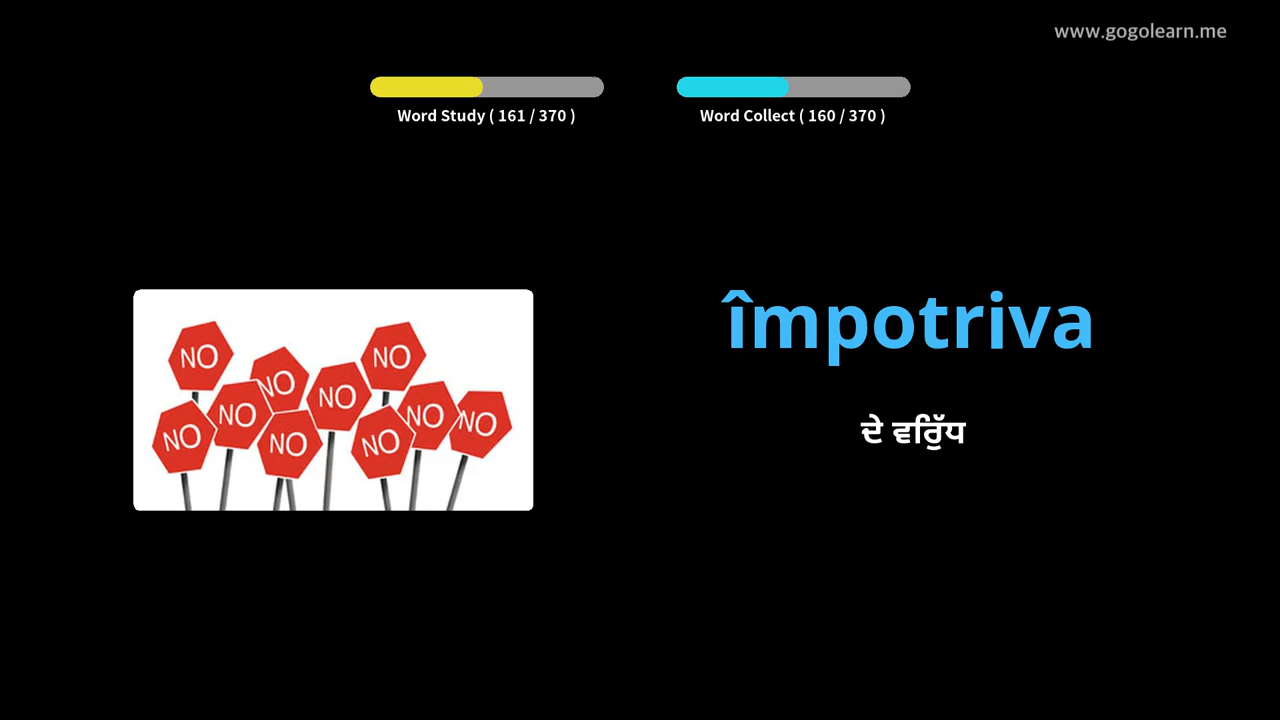 www.gogolearn.me
Word Study ( 161 / 370 )
Word Collect ( 160 / 370 )
NO
NO
NO
NO
NO
NO
NO
NO
NO
NO
împotriva
ਦੇ ਵਿਰੁੱਧ